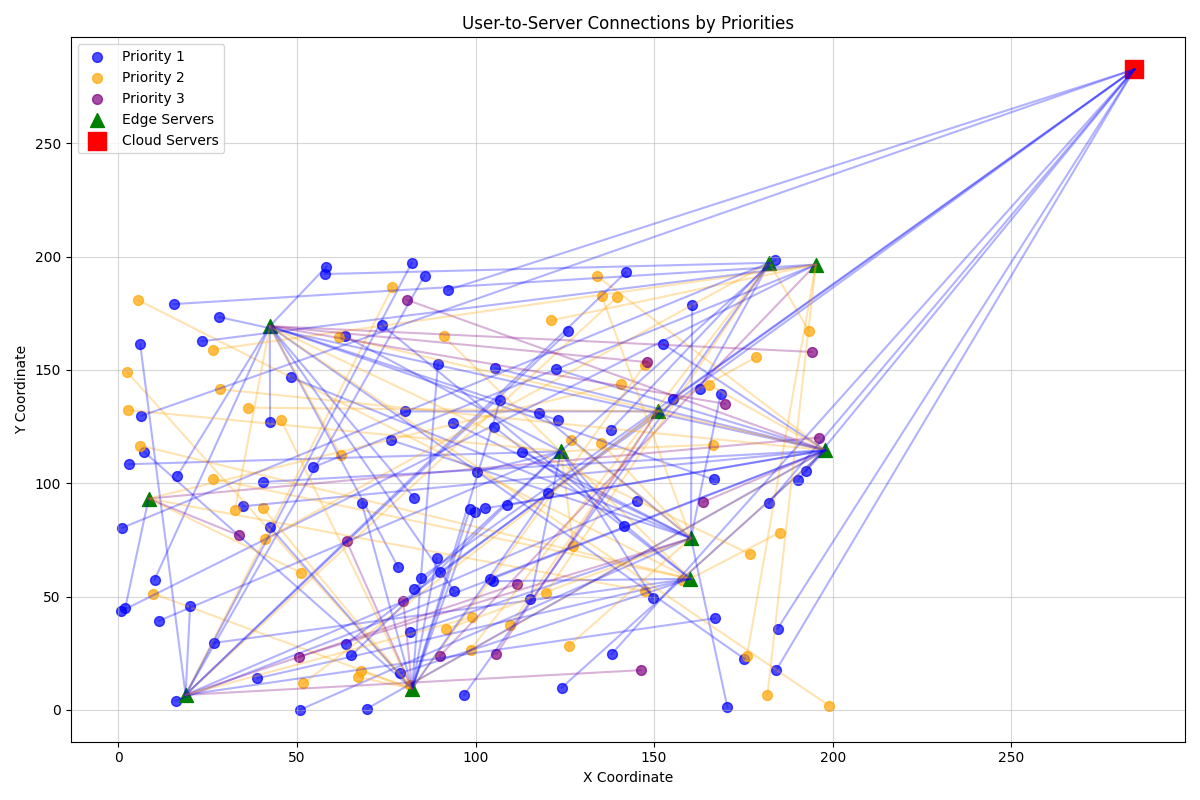 User-to-Server Connections by Priorities
Priority 1
Priority 2
Priority 3
Edge Servers
Cloud Servers
Y Coordinate
250
200
150
100
50
0
0 50 100 150 200 250
X Coordinate